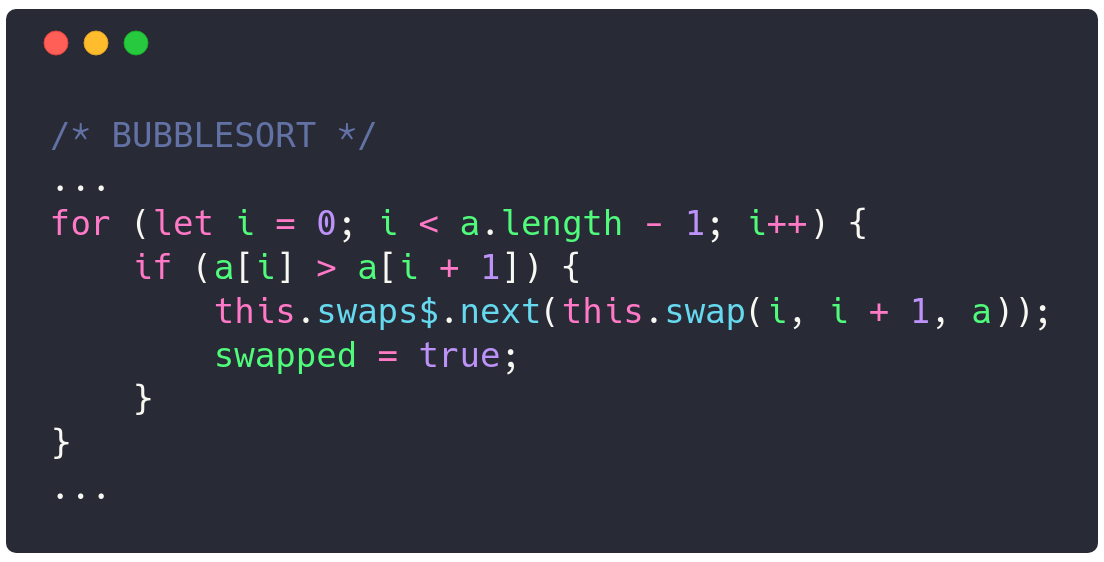 /* BUBBLESORT */
...
for (let i = 0; i < a.length - 1; i++) {
    if (a[i] > a[i + 1]) {
        this.swaps$.next(this.swap(i, i + 1, a));
        swapped = true;
    }
}
...